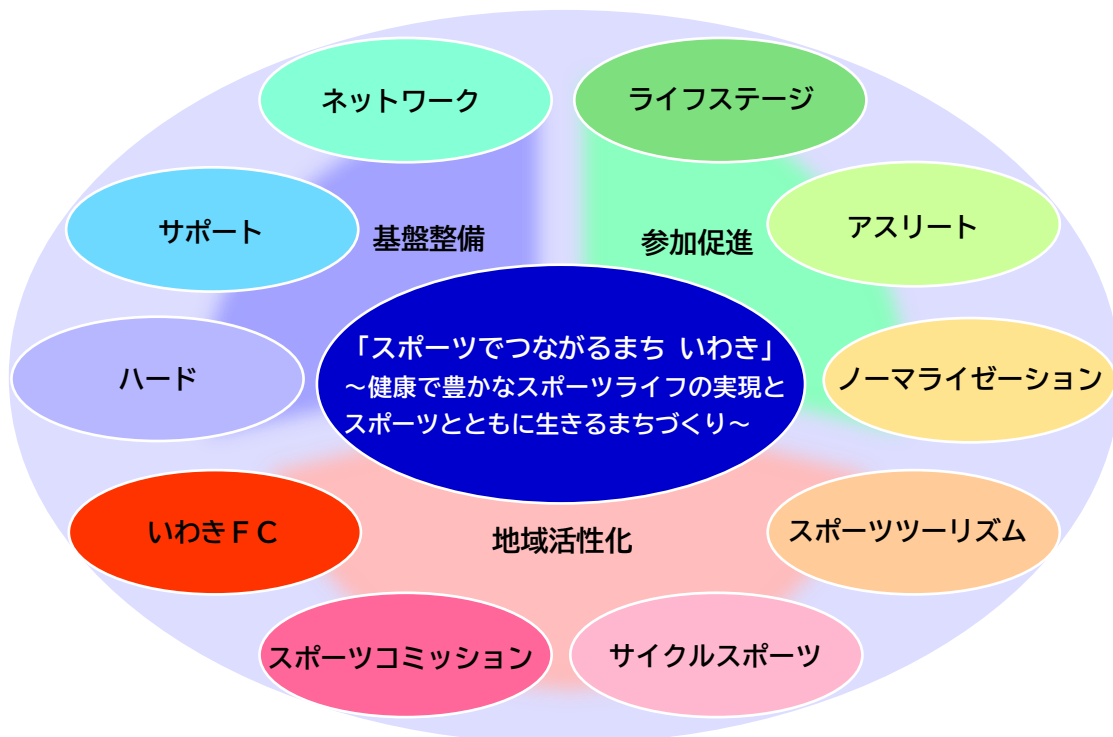 ネットワーク
ライフステージ
サポート
アスリート
基盤整備
参加促進
ハード
「スポーツでつながるまち いわき」
～健康で豊かなスポーツライフの実現と
スポーツとともに生きるまちづくり～
ノーマライゼーション
いわきＦＣ
地域活性化
スポーツツーリズム
スポーツコミッション
サイクルスポーツ